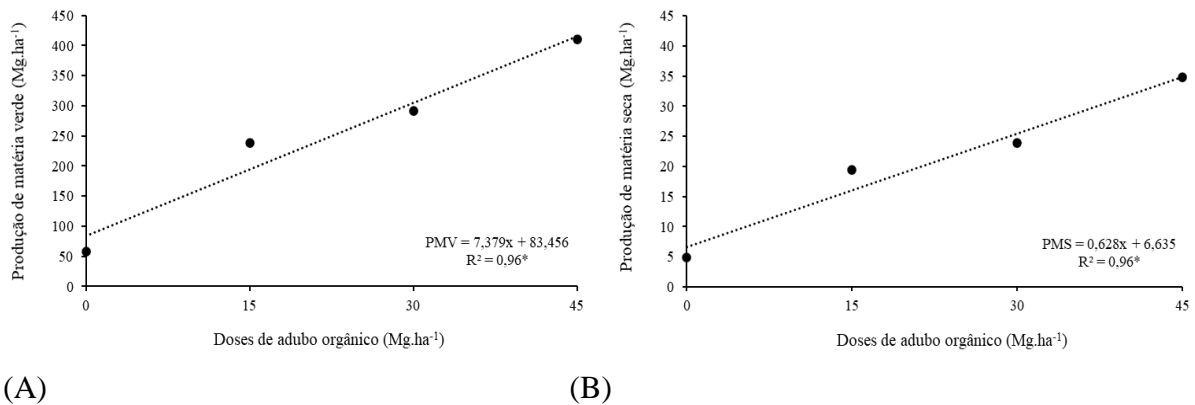 Produção de matéria verde (Mg.ha⁻¹)
450
400
350
300
250
200
150
100
50
0
0 15 30 45
PMV = 7,379x + 83,456
R² = 0,96*
Doses de adubo orgânico (Mg.ha⁻¹)
(A)
Produção de matéria seca (Mg.ha⁻¹)
45
40
35
30
25
20
15
10
5
0
0 15 30 45
PMS = 0,628x + 6,635
R² = 0,96*
Doses de adubo orgânico (Mg.ha⁻¹)
(B)